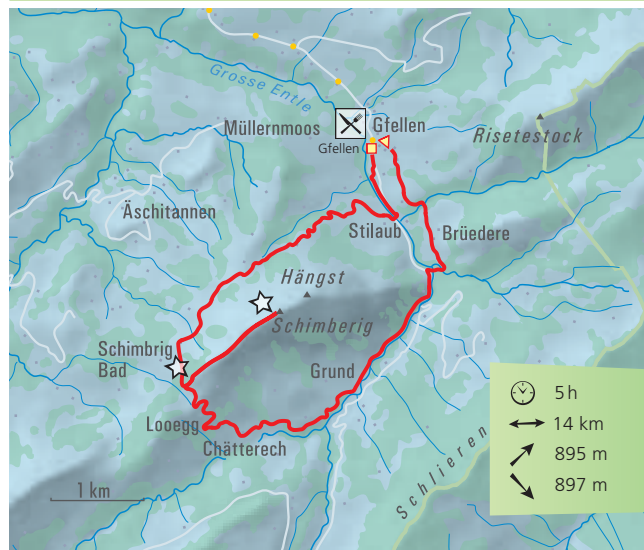 Grosse Entle
Müllernmoos
Gfellen
Gfellen
Risetestock
Äschitannen
Stilaub
Brüedere
Hängst
Schimberig
Schimbrig
Bad
Grund
Looegg
Chätterech
Schlieren
1 km
5 h
14 km
895 m
897 m